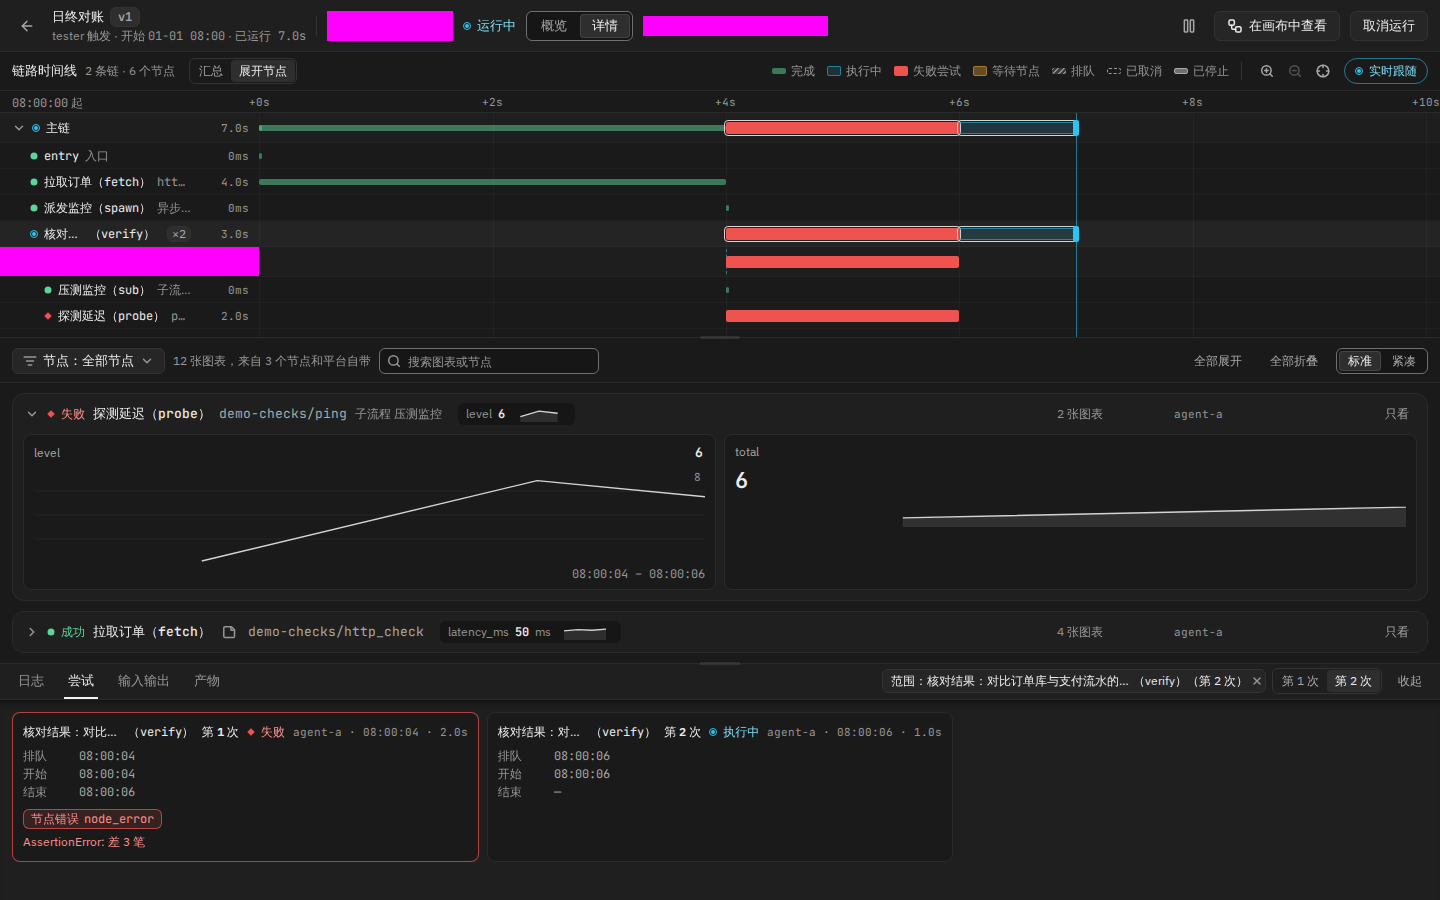 日终对账 v1
tester 触发 · 开始 01-01 08:00 · 已运行 7.0s
运行中
概览 详情
在画布中查看
取消运行
链路时间线 2 条链 · 6 个节点
汇总 展开节点
完成 执行中 失败尝试 等待节点 排队 已取消 已停止
实时跟随
08:00:00 起 +0s +2s +4s +6s +8s +10s
主链 7.0s
entry 入口 0ms
拉取订单（fetch） htt… 4.0s
派发监控（spawn） 异步… 0ms
核对… （verify） ×2 3.0s
压测监控（sub） 子流… 0ms
探测延迟（probe） p… 2.0s
节点：全部节点
12 张图表，来自 3 个节点和平台自带
搜索图表或节点
全部展开 全部折叠 标准 紧凑
失败 探测延迟（probe） demo-checks/ping 子流程 压测监控 level 6 2 张图表 agent-a 只看
level 6
8
08:00:04 – 08:00:06
total
6
成功 拉取订单（fetch） demo-checks/http_check latency_ms 50 ms 4 张图表 agent-a 只看
日志 尝试 输入输出 产物
范围：核对结果：对比订单库与支付流水的… （verify）（第 2 次） ×
第 1 次 第 2 次 收起
核对结果：对比… （verify） 第 1 次 失败 agent-a · 08:00:04 · 2.0s
排队 08:00:04
开始 08:00:04
结束 08:00:06
节点错误 node_error
AssertionError: 差 3 笔
核对结果：对… （verify） 第 2 次 执行中 agent-a · 08:00:06 · 1.0s
排队 08:00:06
开始 08:00:06
结束 —